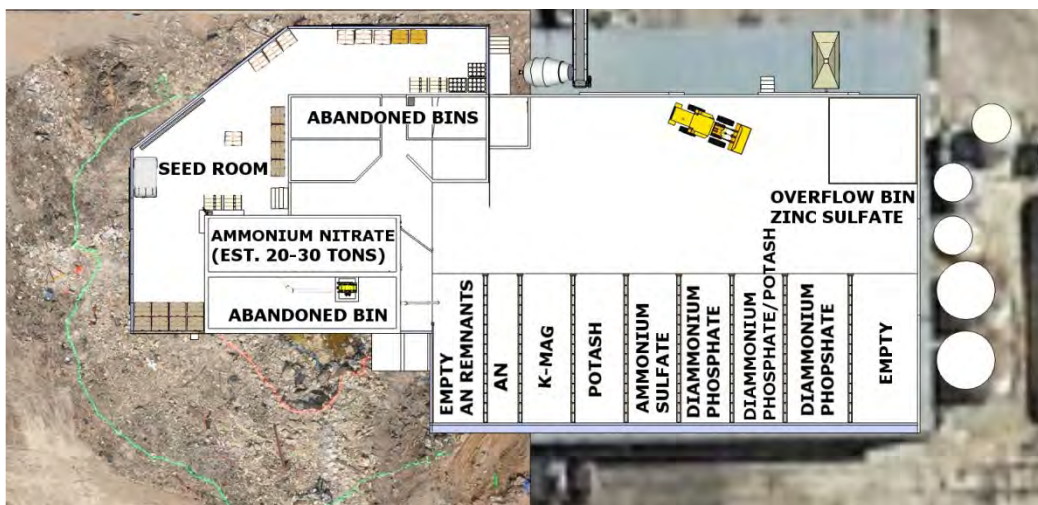 ABANDONED BINS
SEED ROOM
OVERFLOW BIN
ZINC SULFATE
AMMONIUM NITRATE
(EST. 20-30 TONS)
ABANDONED BIN
EMPTY
AN REMNANTS
AN
K-MAG
POTASH
AMMONIUM
SULFATE
DIAMMONIUM
PHOSPHATE
DIAMMONIUM
PHOSPHATE/POTASH
DIAMMONIUM
PHOPSHATE
EMPTY